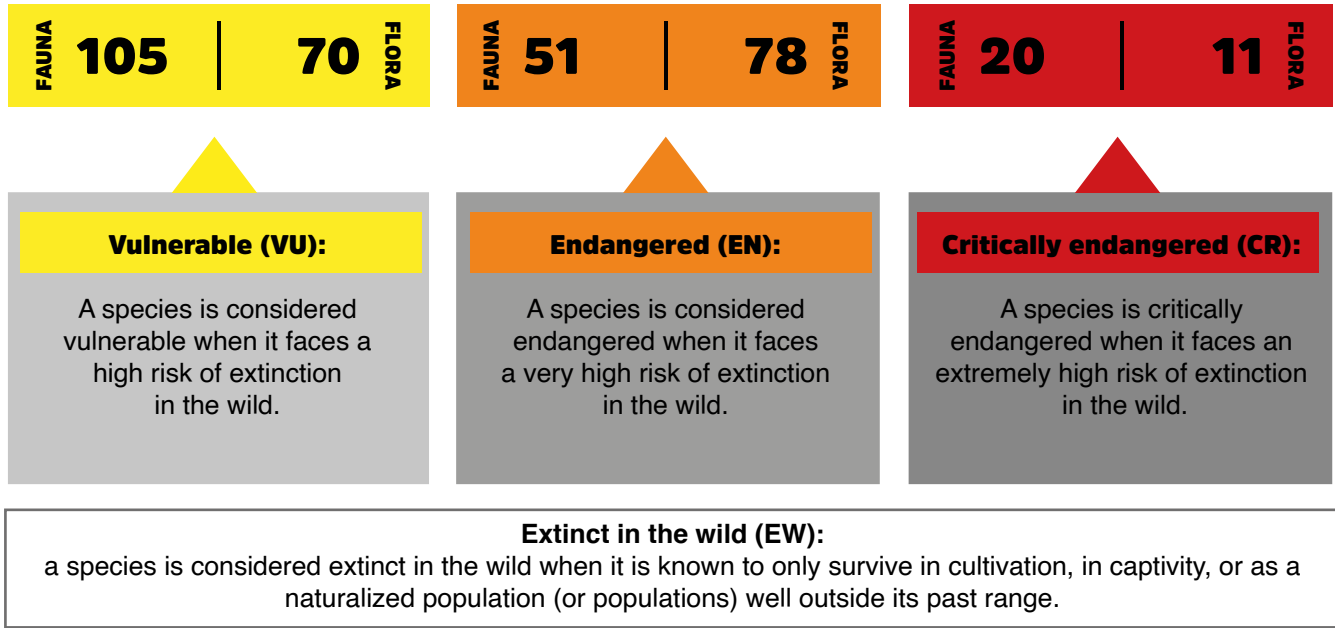 FAUNA 105 70 FLORA
FAUNA 51 78 FLORA
FAUNA 20 11 FLORA
Vulnerable (VU):
A species is considered
vulnerable when it faces a
high risk of extinction
in the wild.
Endangered (EN):
A species is considered
endangered when it faces
a very high risk of extinction
in the wild.
Critically endangered (CR):
A species is critically
endangered when it faces an
extremely high risk of extinction
in the wild.
Extinct in the wild (EW):
a species is considered extinct in the wild when it is known to only survive in cultivation, in captivity, or as a
naturalized population (or populations) well outside its past range.